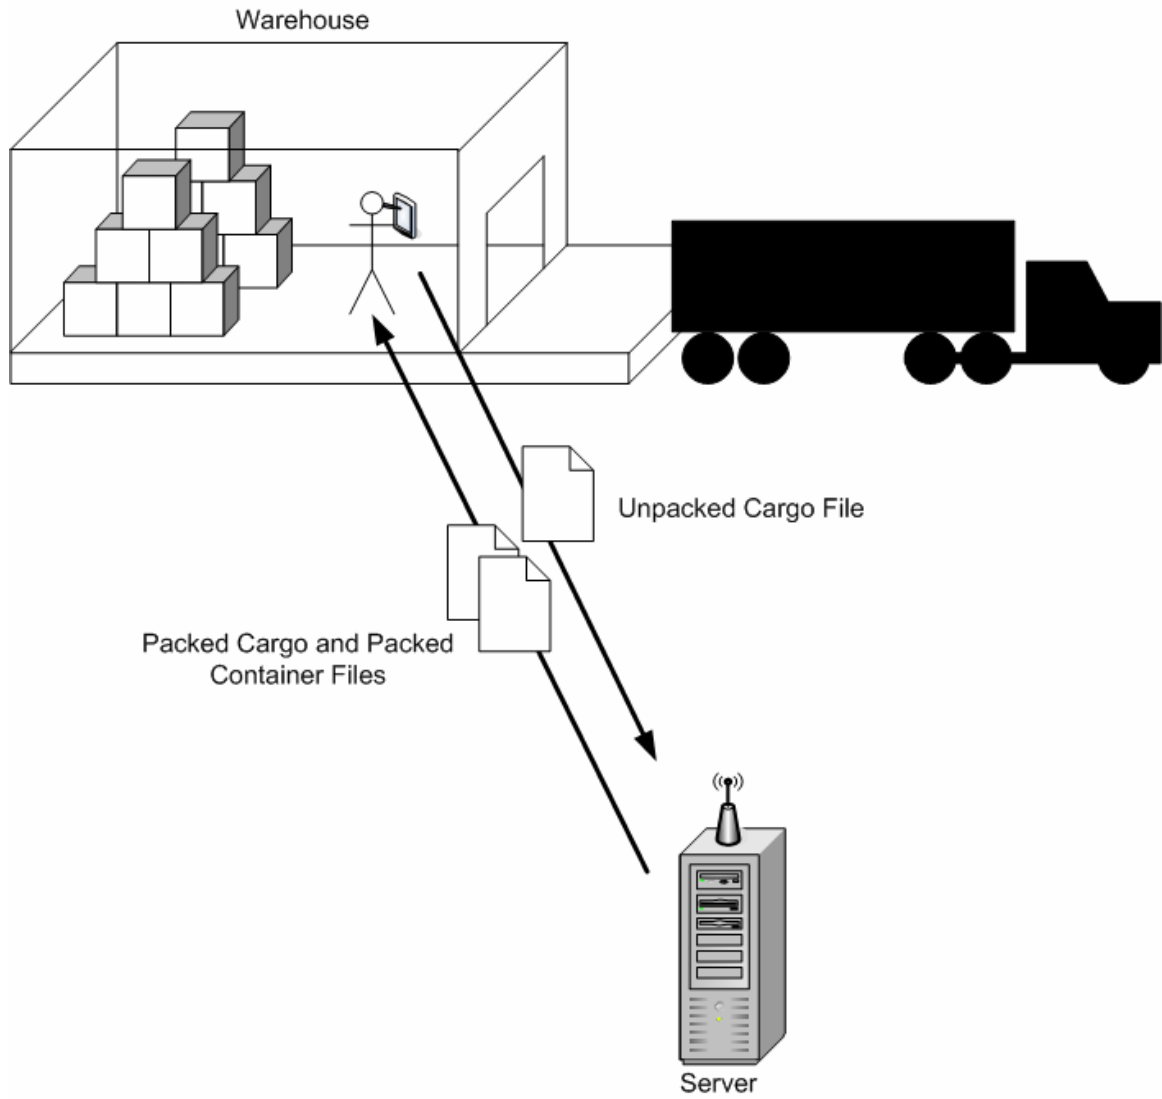 Warehouse
Unpacked Cargo File
Packed Cargo and Packed
Container Files
Server